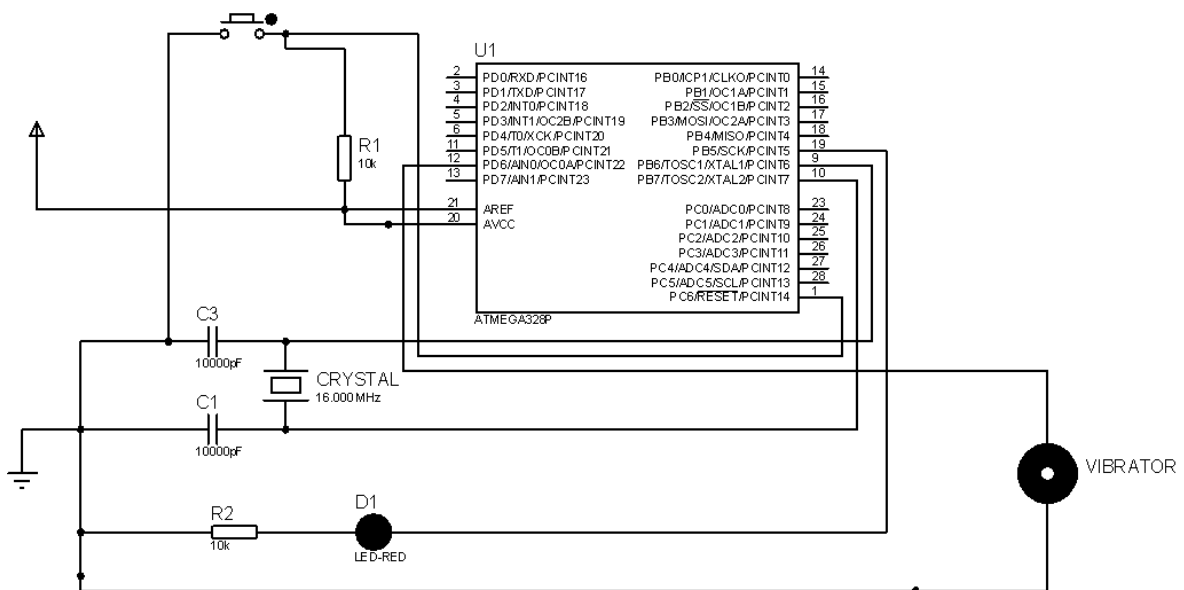 U1
2 PD0/RXD/PCINT16 PB0/ICP1/CLKO/PCINT0 14
3 PD1/TXD/PCINT17 PB1/OC1A/PCINT1 15
4 PD2/INT0/PCINT18 PB2/SS/OC1B/PCINT2 16
5 PD3/INT1/OC2B/PCINT19 PB3/MOSI/OC2A/PCINT3 17
6 PD4/T0/XCK/PCINT20 PB4/MISO/PCINT4 18
11 PD5/T1/OC0B/PCINT21 PB5/SCK/PCINT5 19
12 PD6/AIN0/OC0A/PCINT22 PB6/TOSC1/XTAL1/PCINT6 9
13 PD7/AIN1/PCINT23 PB7/TOSC2/XTAL2/PCINT7 10
R1
10k
21 AREF PC0/ADC0/PCINT8 23
20 AVCC PC1/ADC1/PCINT9 24
PC2/ADC2/PCINT10 25
PC3/ADC3/PCINT11 26
PC4/ADC4/SDA/PCINT12 27
PC5/ADC5/SCL/PCINT13 28
PC6/RESET/PCINT14 1
ATMEGA328P
C3
10000pF
CRYSTAL
16.000MHz
C1
10000pF
VIBRATOR
R2
10k
D1
LED-RED